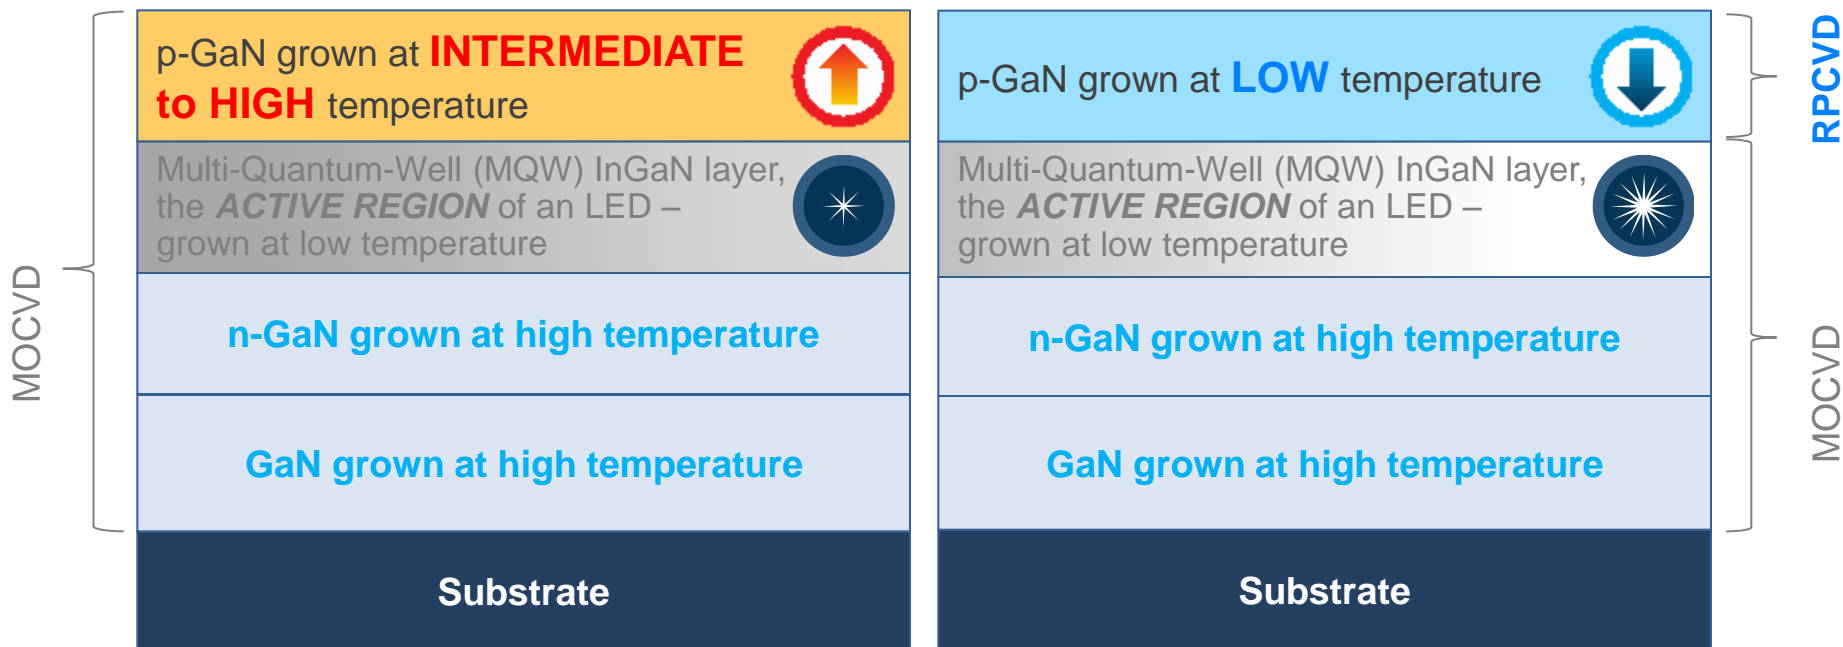 MOCVD
p-GaN grown at INTERMEDIATE
to HIGH temperature
Multi-Quantum-Well (MQW) InGaN layer,
the ACTIVE REGION of an LED –
grown at low temperature
n-GaN grown at high temperature
GaN grown at high temperature
Substrate
p-GaN grown at LOW temperature
Multi-Quantum-Well (MQW) InGaN layer,
the ACTIVE REGION of an LED –
grown at low temperature
n-GaN grown at high temperature
GaN grown at high temperature
Substrate
RPCVD
MOCVD